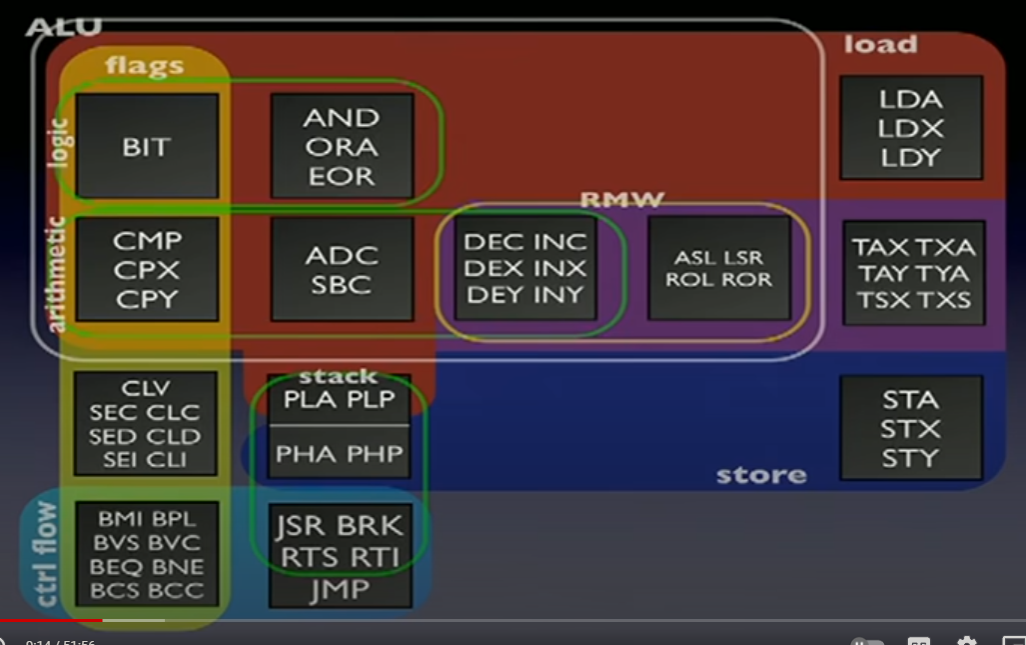 ALU
load
flags
logic
BIT
AND
ORA
EOR
LDA
LDX
LDY
RMW
arithmetic
CMP
CPX
CPY
ADC
SBC
DEC INC
DEX INX
DEY INY
ASL LSR
ROL ROR
TAX TXA
TAY TYA
TSX TXS
CLV
SEC CLC
SED CLD
SEI CLI
stack
PLA PLP
PHA PHP
STA
STX
STY
store
ctrl flow
BMI BPL
BVS BVC
BEQ BNE
BCS BCC
JSR BRK
RTS RTI
JMP
0:14 / 51:56